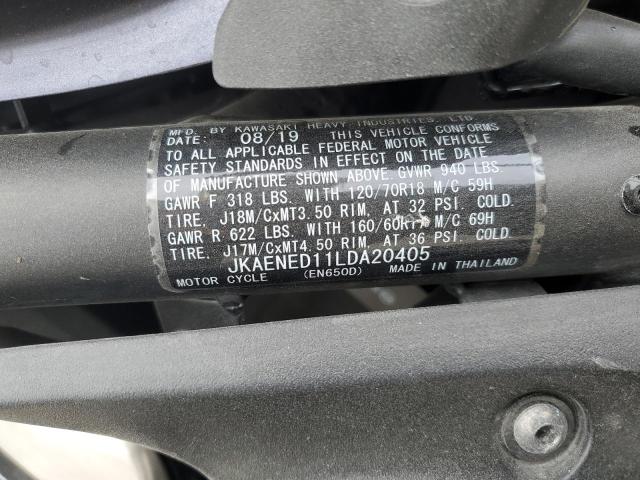 MFD. BY KAWASAKI HEAVY INDUSTRIES, LTD
DATE: 08/19 THIS VEHICLE CONFORMS
TO ALL APPLICABLE FEDERAL MOTOR VEHICLE
SAFETY STANDARDS IN EFFECT ON THE DATE
OF MANUFACTURE SHOWN ABOVE. GVWR 940 LBS.
GAWR F 318 LBS. WITH 120/70R18 M/C 59H
TIRE, J18M/CxMT3.50 RIM, AT 32 PSI. COLD.
GAWR R 622 LBS. WITH 160/60R17 M/C 69H
TIRE, J17M/CxMT4.50 RIM, AT 36 PSI. COLD.
JKAENED11LDA20405
MOTOR CYCLE (EN650D) MADE IN THAILAND